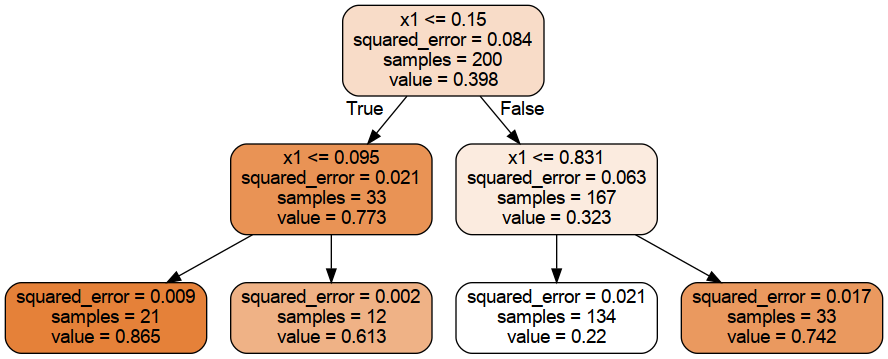 x1 <= 0.15
squared_error = 0.084
samples = 200
value = 0.398
True
False
x1 <= 0.095
squared_error = 0.021
samples = 33
value = 0.773
x1 <= 0.831
squared_error = 0.063
samples = 167
value = 0.323
squared_error = 0.009
samples = 21
value = 0.865
squared_error = 0.002
samples = 12
value = 0.613
squared_error = 0.021
samples = 134
value = 0.22
squared_error = 0.017
samples = 33
value = 0.742